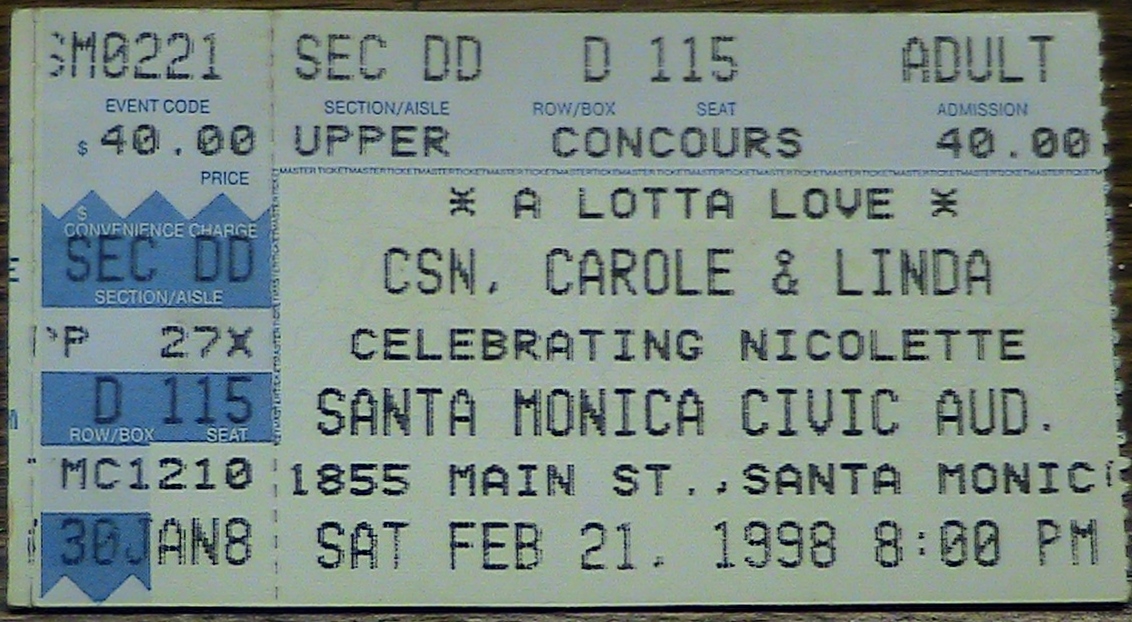 SM0221
EVENT CODE
$ 40.00
PRICE
$
CONVENIENCE CHARGE
SEC DD
SECTION/AISLE
P 27X
D 115
ROW/BOX SEAT
MC1210
30JAN8
SEC DD D 115 ADULT
SECTION/AISLE ROW/BOX SEAT ADMISSION
UPPER CONCOURS 40.00
* A LOTTA LOVE *
CSN, CAROLE & LINDA
CELEBRATING NICOLETTE
SANTA MONICA CIVIC AUD.
1855 MAIN ST.,SANTA MONIC
SAT FEB 21, 1998 8:00 PM